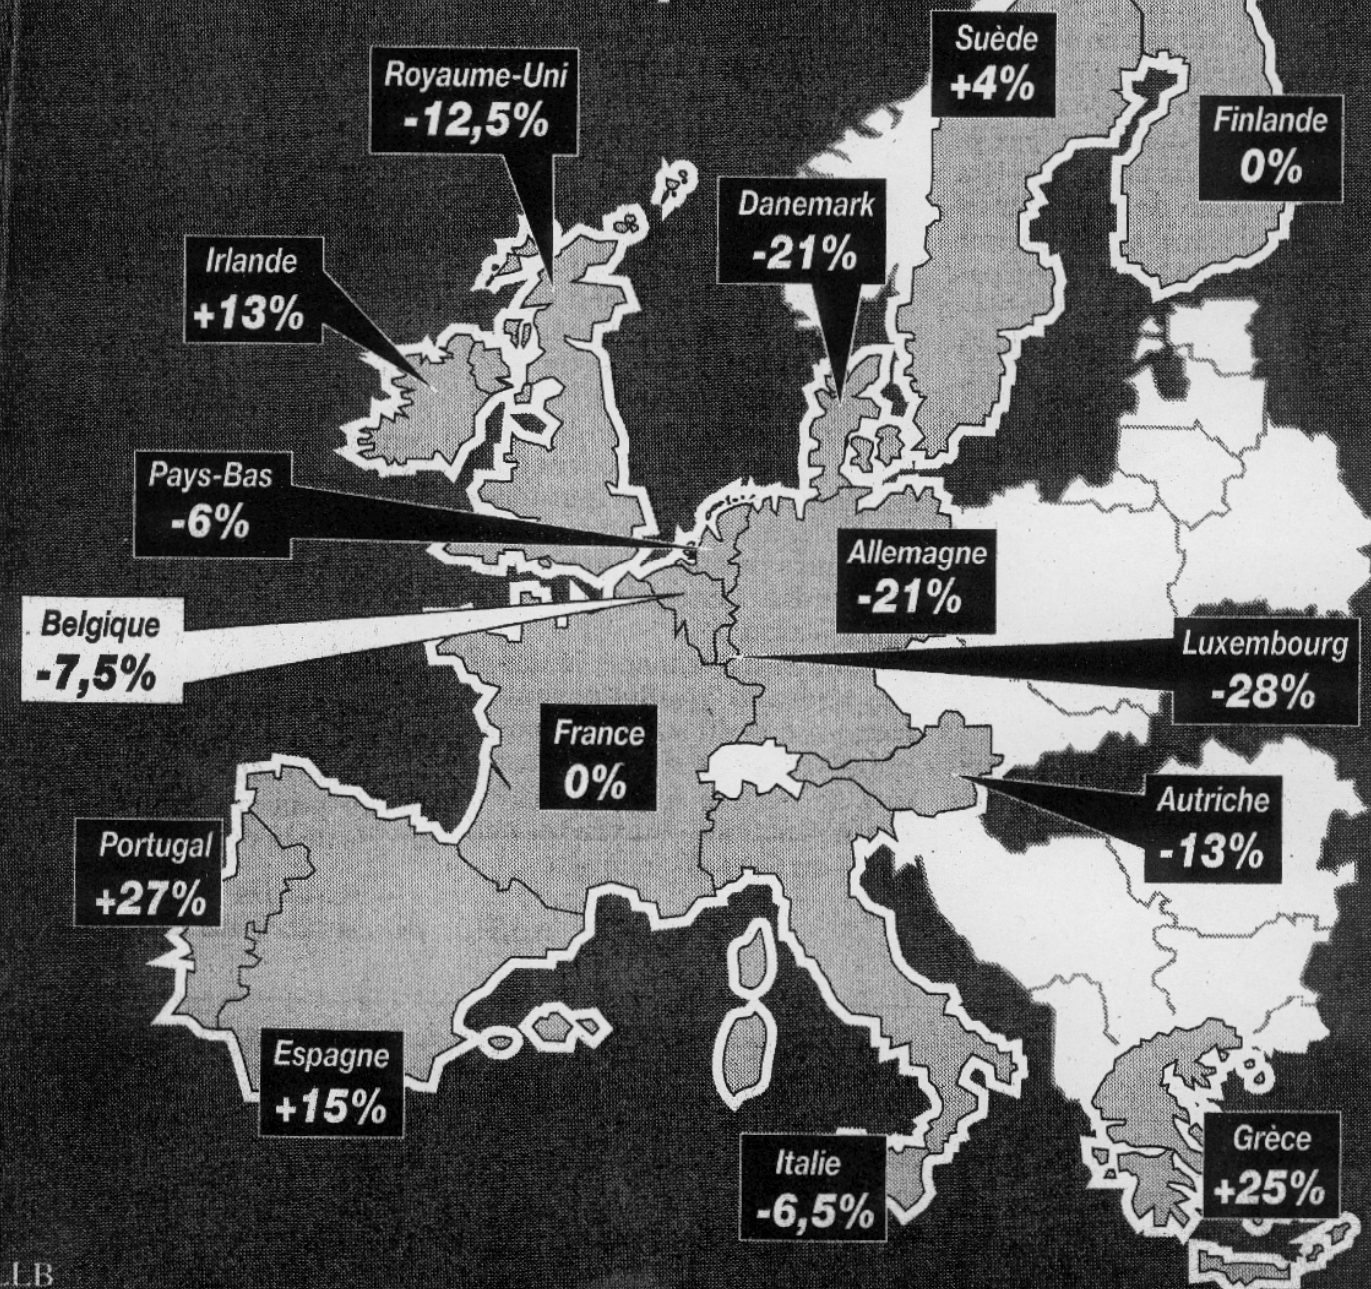 Suède
+4%
Royaume-Uni
-12,5%
Finlande
0%
Danemark
-21%
Irlande
+13%
Pays-Bas
-6%
Allemagne
-21%
Belgique
-7,5%
Luxembourg
-28%
France
0%
Autriche
-13%
Portugal
+27%
Espagne
+15%
Grèce
+25%
Italie
-6,5%
LLB